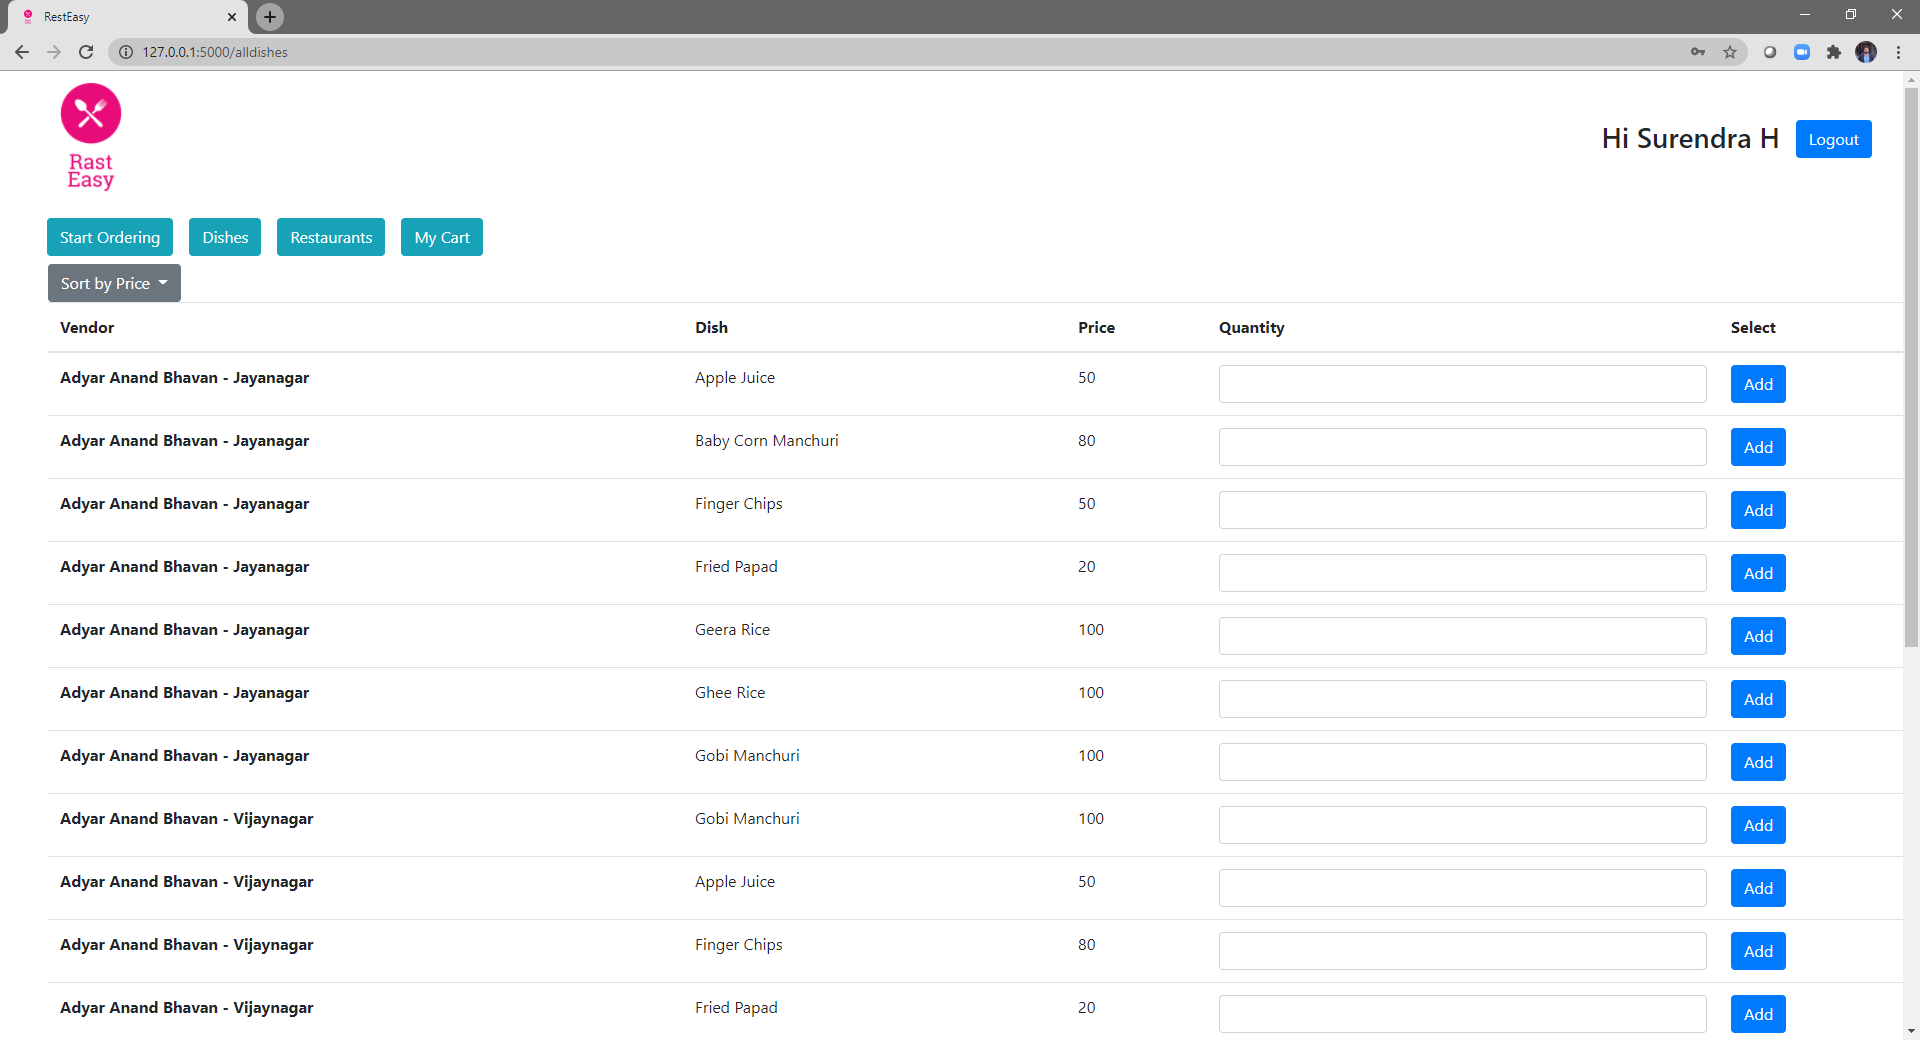 RestEasy
127.0.0.1:5000/alldishes
Rast
Easy
Hi Surendra H Logout
Start Ordering Dishes Restaurants My Cart
Sort by Price
Vendor Dish Price Quantity Select
Adyar Anand Bhavan - Jayanagar Apple Juice 50 Add
Adyar Anand Bhavan - Jayanagar Baby Corn Manchuri 80 Add
Adyar Anand Bhavan - Jayanagar Finger Chips 50 Add
Adyar Anand Bhavan - Jayanagar Fried Papad 20 Add
Adyar Anand Bhavan - Jayanagar Geera Rice 100 Add
Adyar Anand Bhavan - Jayanagar Ghee Rice 100 Add
Adyar Anand Bhavan - Jayanagar Gobi Manchuri 100 Add
Adyar Anand Bhavan - Vijaynagar Gobi Manchuri 100 Add
Adyar Anand Bhavan - Vijaynagar Apple Juice 50 Add
Adyar Anand Bhavan - Vijaynagar Finger Chips 80 Add
Adyar Anand Bhavan - Vijaynagar Fried Papad 20 Add